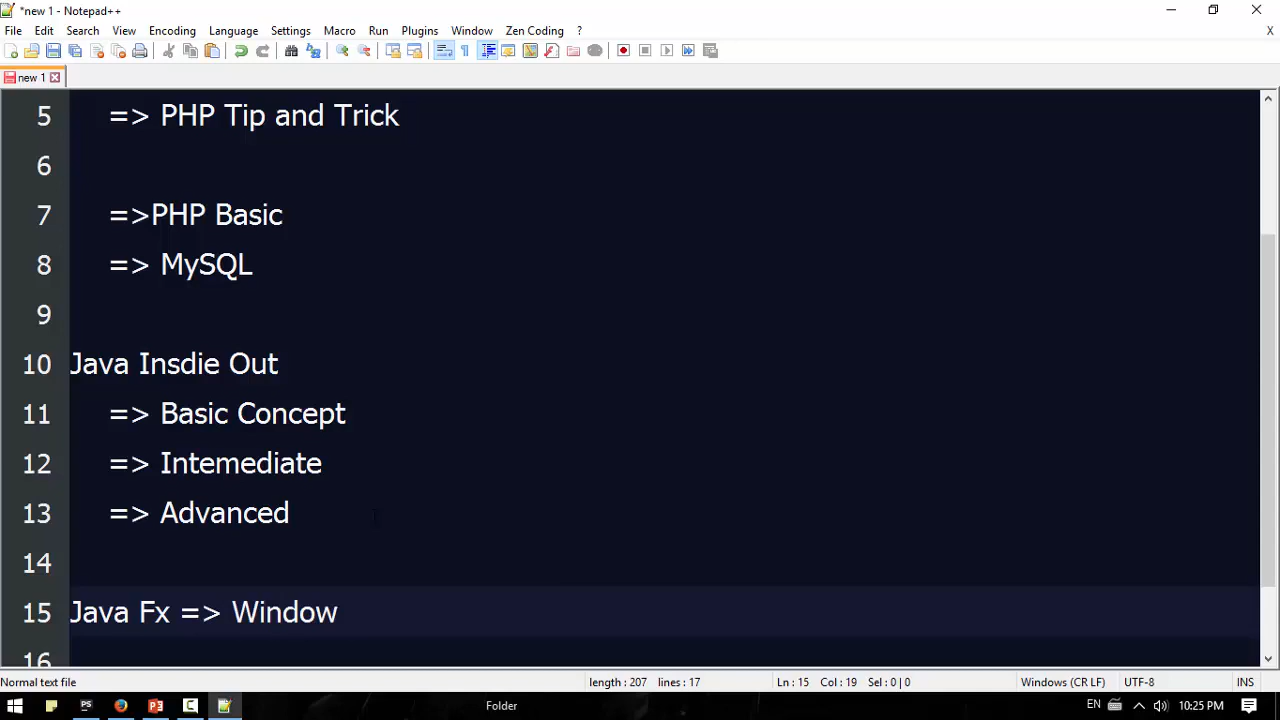 *new 1 - Notepad++
File Edit Search View Encoding Language Settings Macro Run Plugins Window Zen Coding ? X
new 1
5 => PHP Tip and Trick
6
7 =>PHP Basic
8 => MySQL
9
10 Java Insdie Out
11 => Basic Concept
12 => Intemediate
13 => Advanced
14
15 Java Fx => Window
16
Normal text file length : 207 lines : 17 Ln : 15 Col : 19 Sel : 0 | 0 Windows (CR LF) UTF-8 INS
Folder EN 10:25 PM